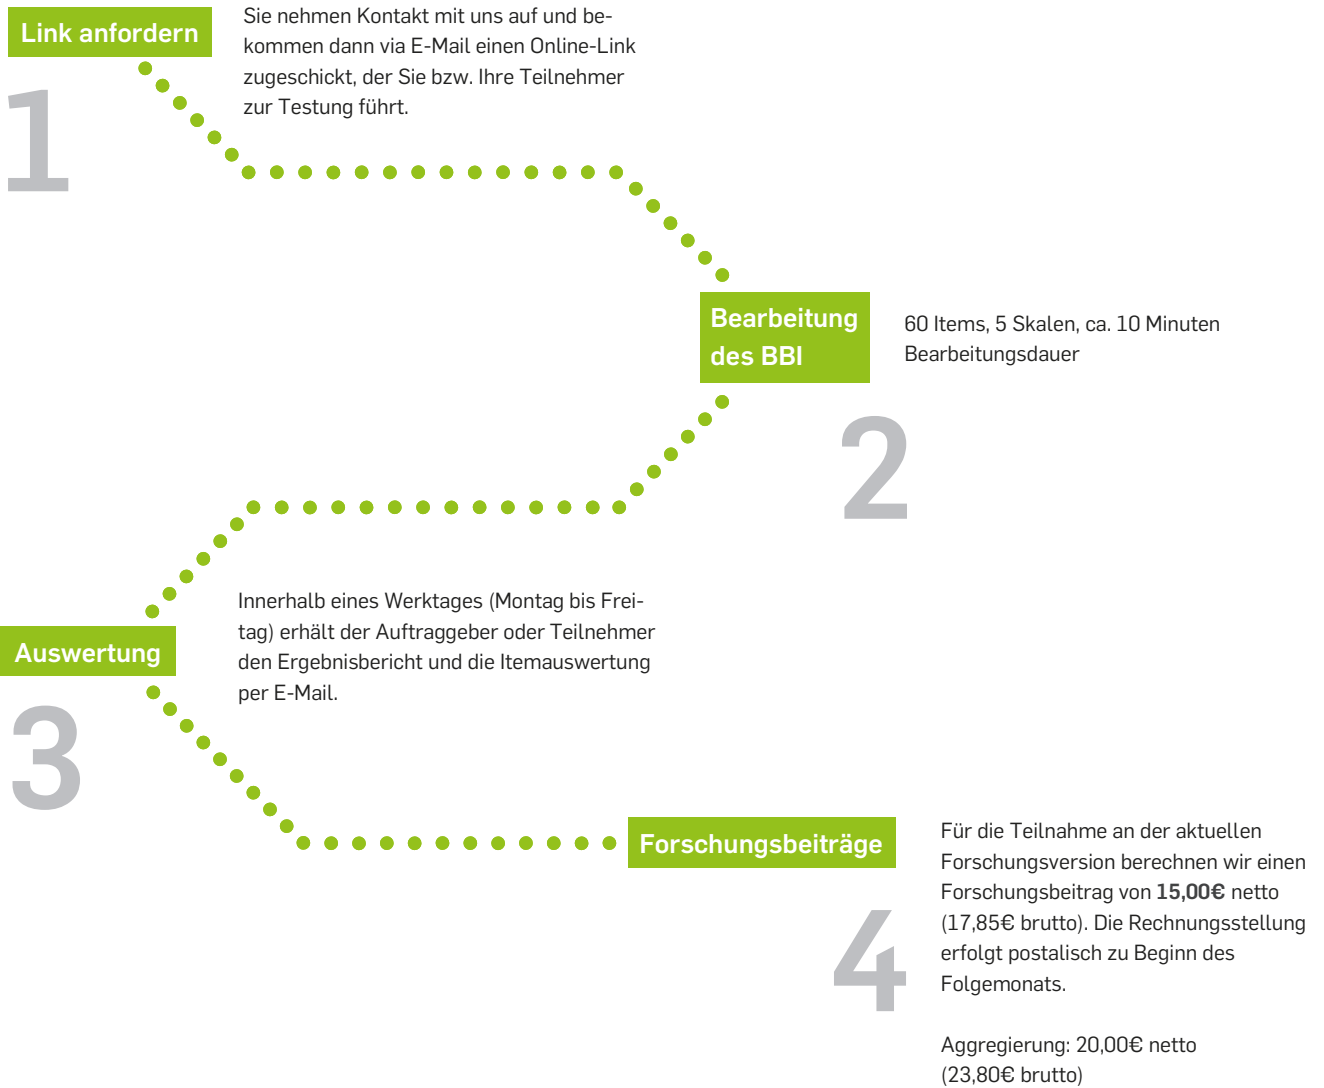 Link anfordern
1
Sie nehmen Kontakt mit uns auf und be-
kommen dann via E-Mail einen Online-Link
zugeschickt, der Sie bzw. Ihre Teilnehmer
zur Testung führt.
Bearbeitung
des BBI
2
60 Items, 5 Skalen, ca. 10 Minuten
Bearbeitungsdauer
Auswertung
3
Innerhalb eines Werktages (Montag bis Frei-
tag) erhält der Auftraggeber oder Teilnehmer
den Ergebnisbericht und die Itemauswertung
per E-Mail.
Forschungsbeiträge
4
Für die Teilnahme an der aktuellen
Forschungsversion berechnen wir einen
Forschungsbeitrag von 15,00€ netto
(17,85€ brutto). Die Rechnungsstellung
erfolgt postalisch zu Beginn des
Folgemonats.
Aggregierung: 20,00€ netto
(23,80€ brutto)